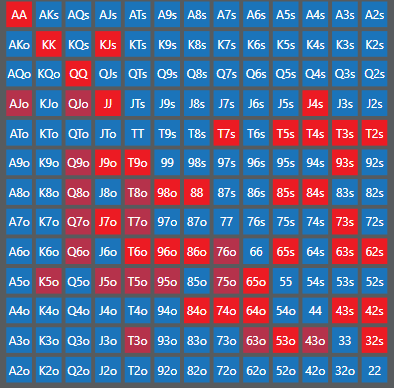 AA AKs AQs AJs ATs A9s A8s A7s A6s A5s A4s A3s A2s
AKo KK KQs KJs KTs K9s K8s K7s K6s K5s K4s K3s K2s
AQo KQo QQ QJs QTs Q9s Q8s Q7s Q6s Q5s Q4s Q3s Q2s
AJo KJo QJo JJ JTs J9s J8s J7s J6s J5s J4s J3s J2s
ATo KTo QTo JTo TT T9s T8s T7s T6s T5s T4s T3s T2s
A9o K9o Q9o J9o T9o 99 98s 97s 96s 95s 94s 93s 92s
A8o K8o Q8o J8o T8o 98o 88 87s 86s 85s 84s 83s 82s
A7o K7o Q7o J7o T7o 97o 87o 77 76s 75s 74s 73s 72s
A6o K6o Q6o J6o T6o 96o 86o 76o 66 65s 64s 63s 62s
A5o K5o Q5o J5o T5o 95o 85o 75o 65o 55 54s 53s 52s
A4o K4o Q4o J4o T4o 94o 84o 74o 64o 54o 44 43s 42s
A3o K3o Q3o J3o T3o 93o 83o 73o 63o 53o 43o 33 32s
A2o K2o Q2o J2o T2o 92o 82o 72o 62o 52o 42o 32o 22